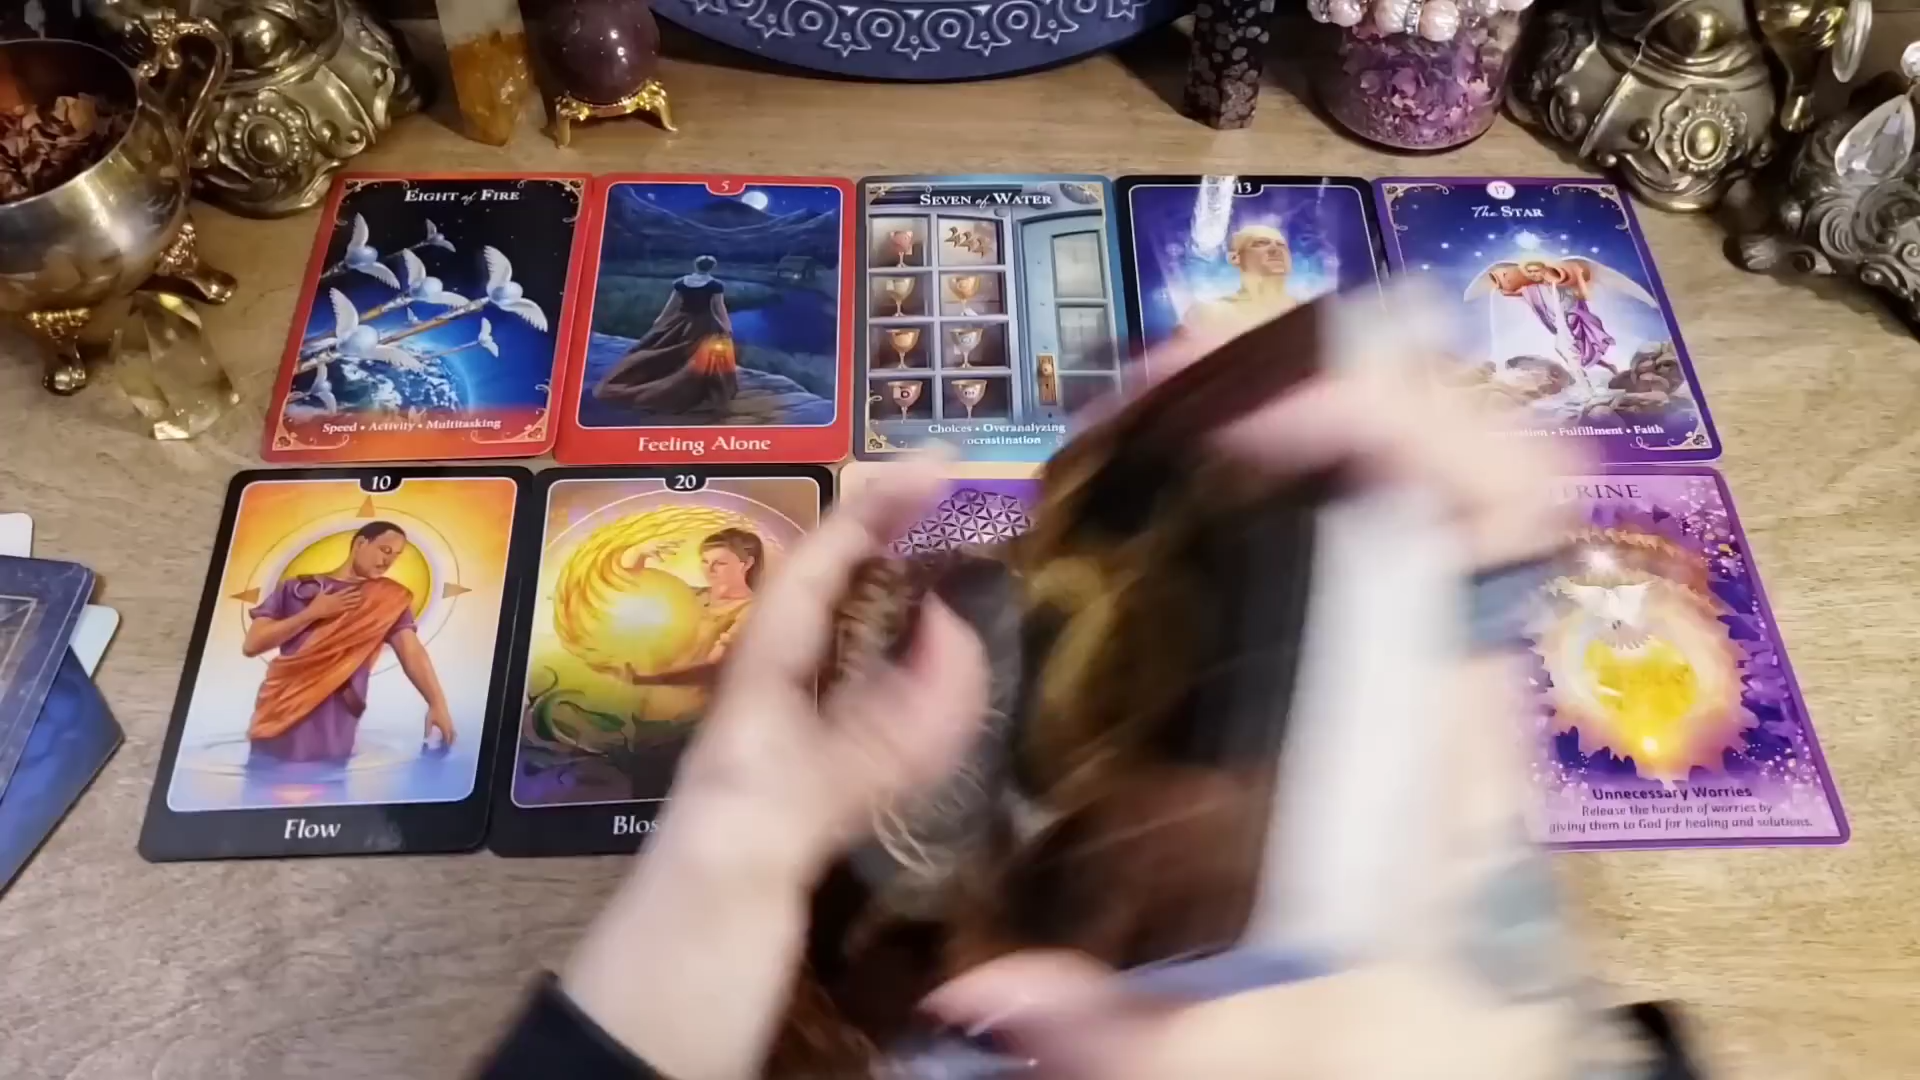 EIGHT of FIRE
Speed • Activity • Multitasking
5
Feeling Alone
SEVEN of WATER
Choices • Overanalyzing
13
17
The STAR
• Fulfillment • Faith
10
Flow
20
Unnecessary Worries
Release the burden of worries by
giving them to God for healing and solutions.